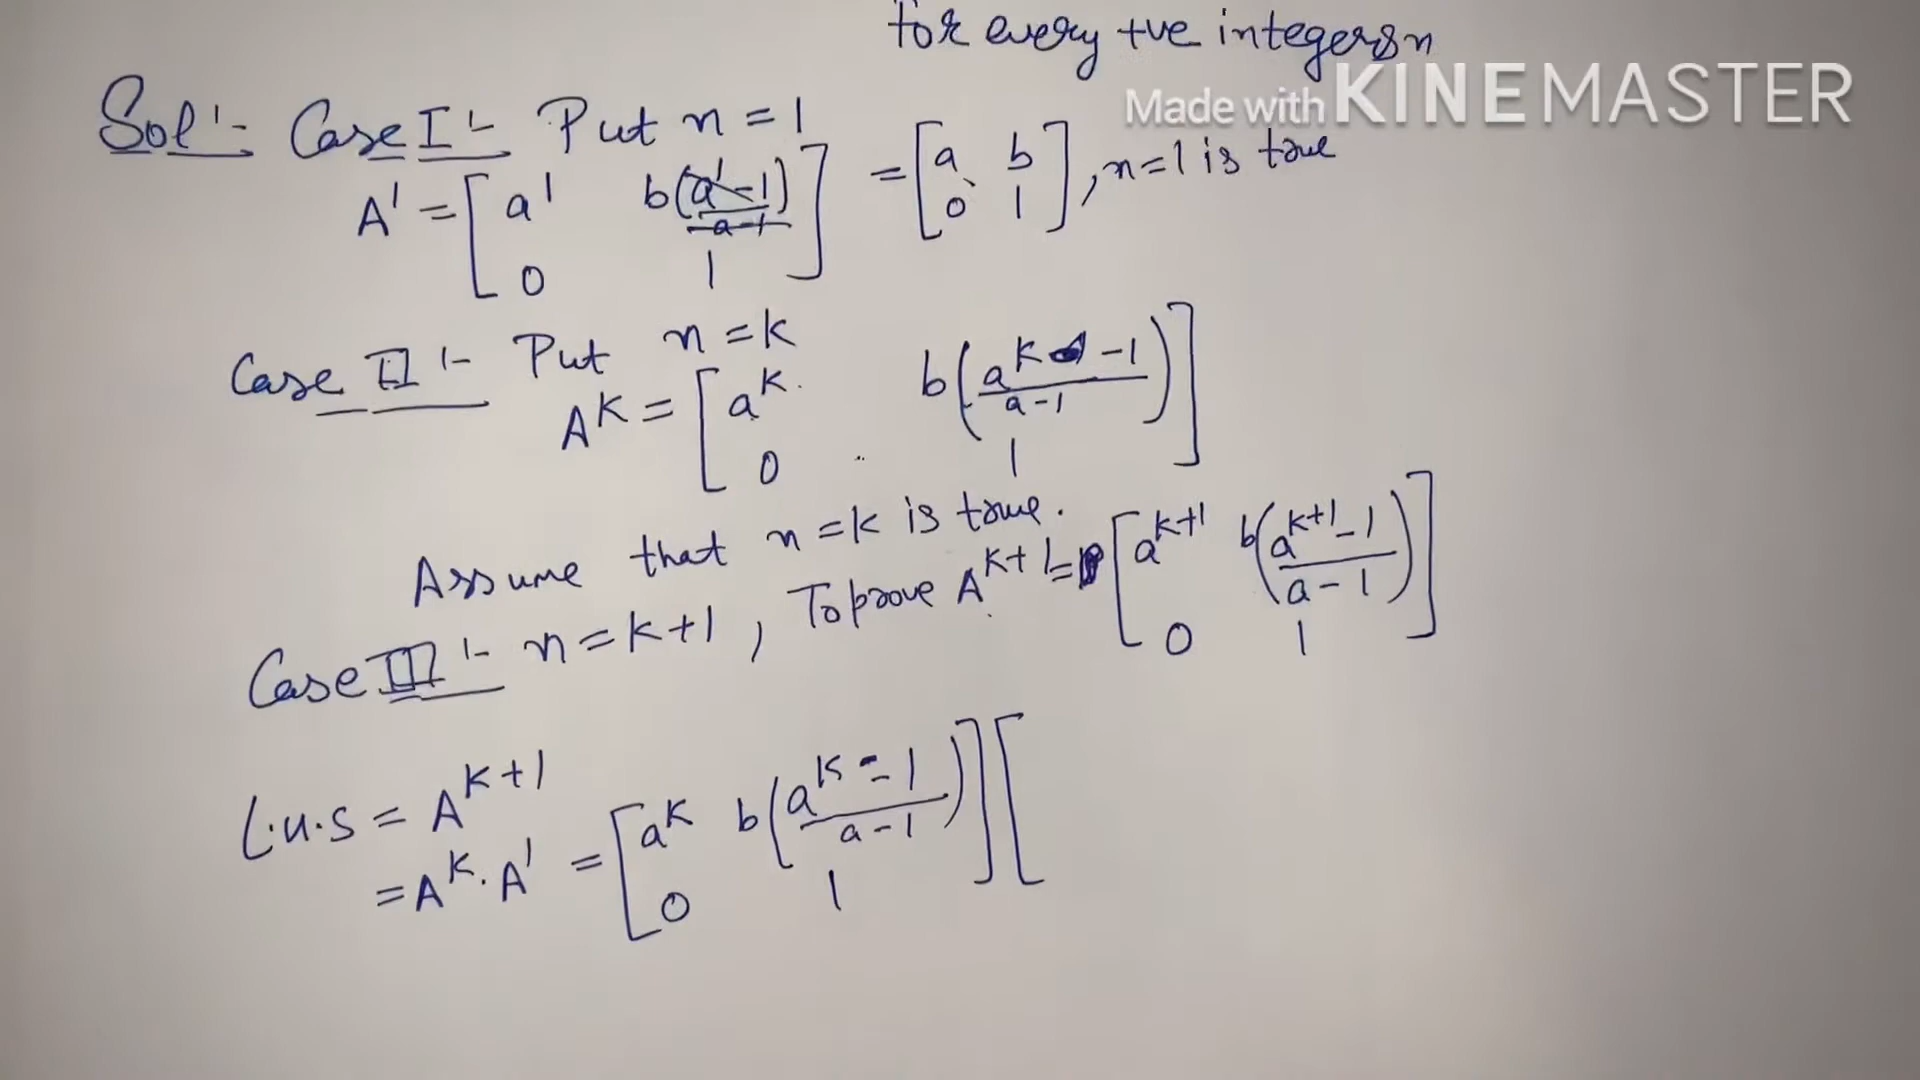 for every +ve integers n
Made with KINEMASTER
Sol:- Case I :- Put n = 1
A¹ = [a¹ b(a¹-1)/(a-1) ; 0 1] = [a b ; 0 1], n=1 is true
Case II :- Put n = k
A^k = [a^k b((a^k -1)/(a-1)) ; 0 1]
Assume that n = k is true.
Case III :- n = k+1, To prove A^(k+1) = [a^(k+1) b((a^(k+1) -1)/(a-1)) ; 0 1]
L.H.S = A^(k+1)
= A^k. A¹ = [a^k b((a^k -1)/(a-1)) ; 0 1] [